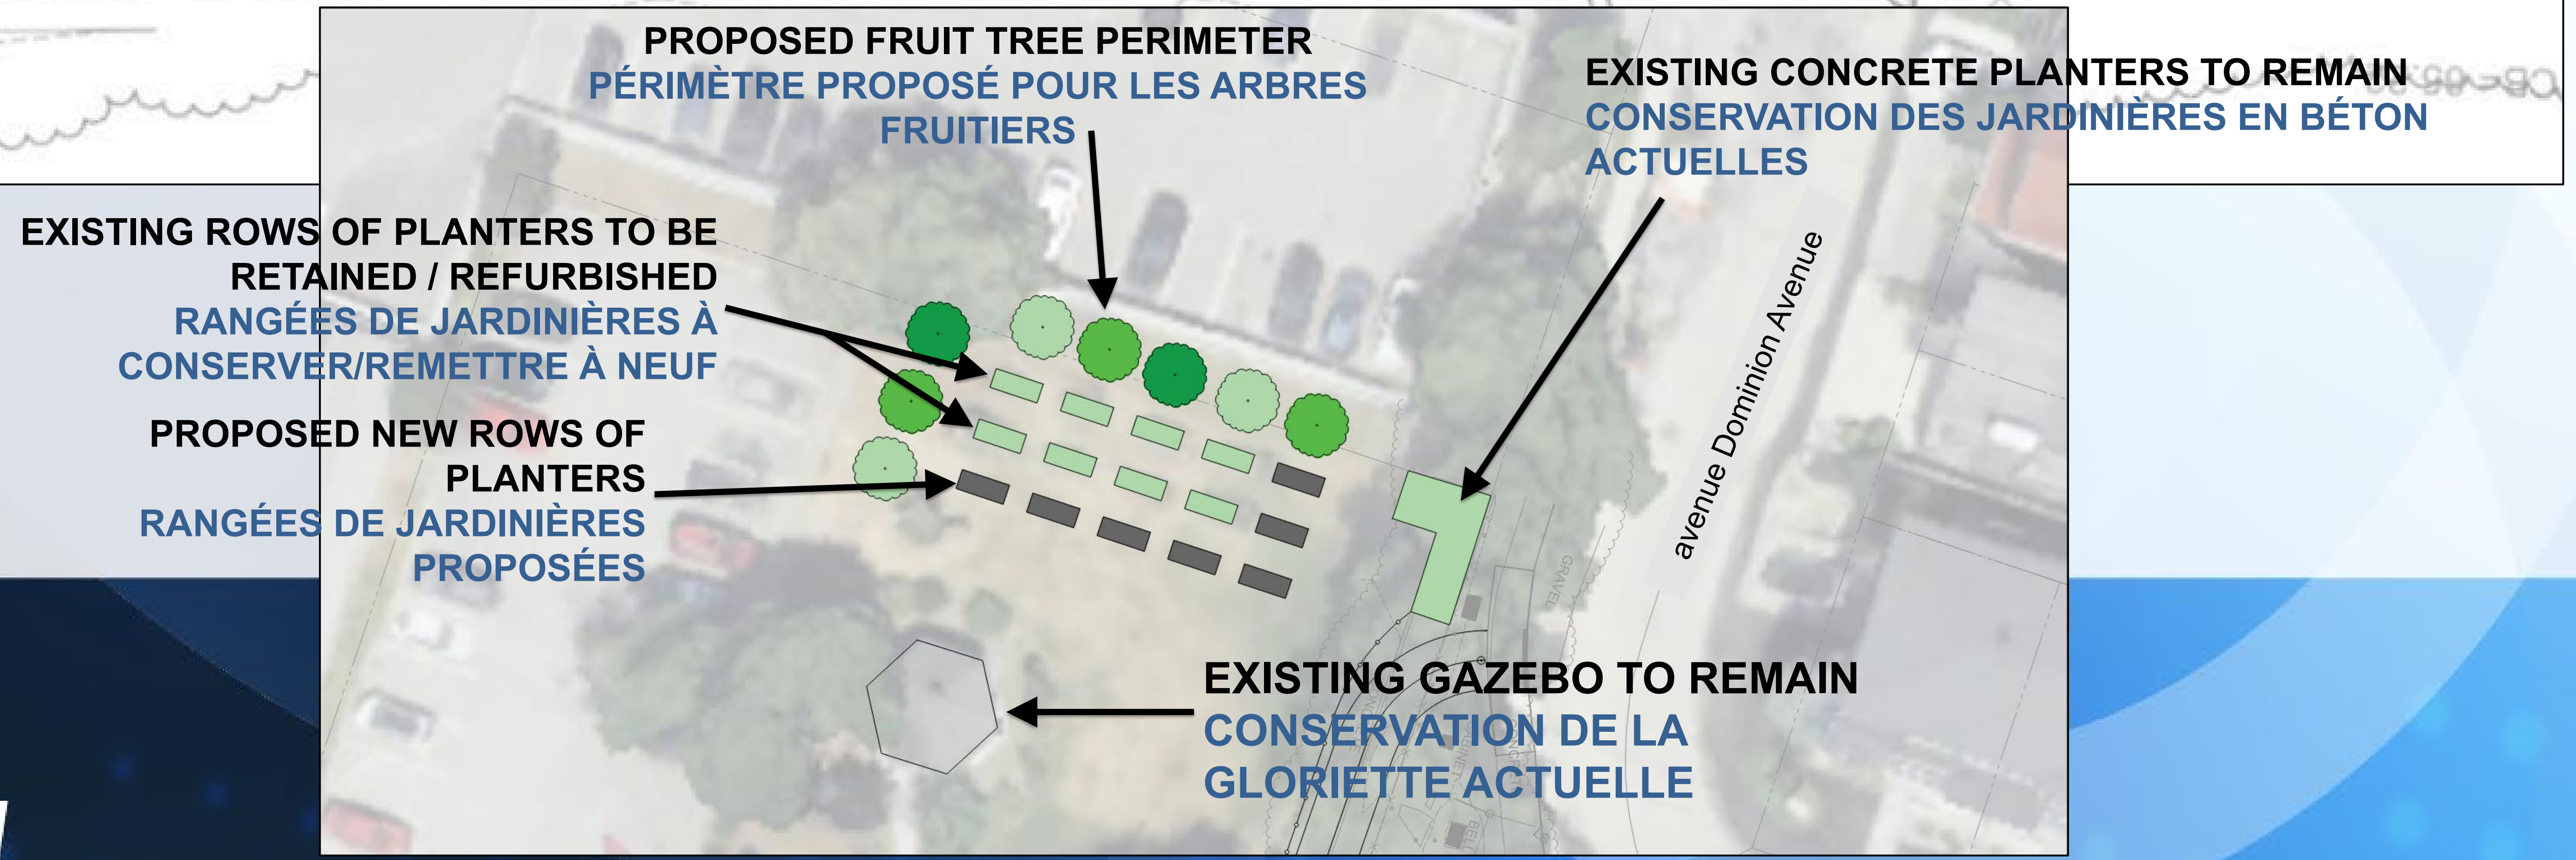 PROPOSED FRUIT TREE PERIMETER
PÉRIMÈTRE PROPOSÉ POUR LES ARBRES
FRUITIERS
EXISTING CONCRETE PLANTERS TO REMAIN
CONSERVATION DES JARDINIÈRES EN BÉTON
ACTUELLES
EXISTING ROWS OF PLANTERS TO BE
RETAINED / REFURBISHED
RANGÉES DE JARDINIÈRES À
CONSERVER/REMETTRE À NEUF
PROPOSED NEW ROWS OF
PLANTERS
RANGÉES DE JARDINIÈRES
PROPOSÉES
avenue Dominion Avenue
GRAVEL
EXISTING GAZEBO TO REMAIN
CONSERVATION DE LA
GLORIETTE ACTUELLE